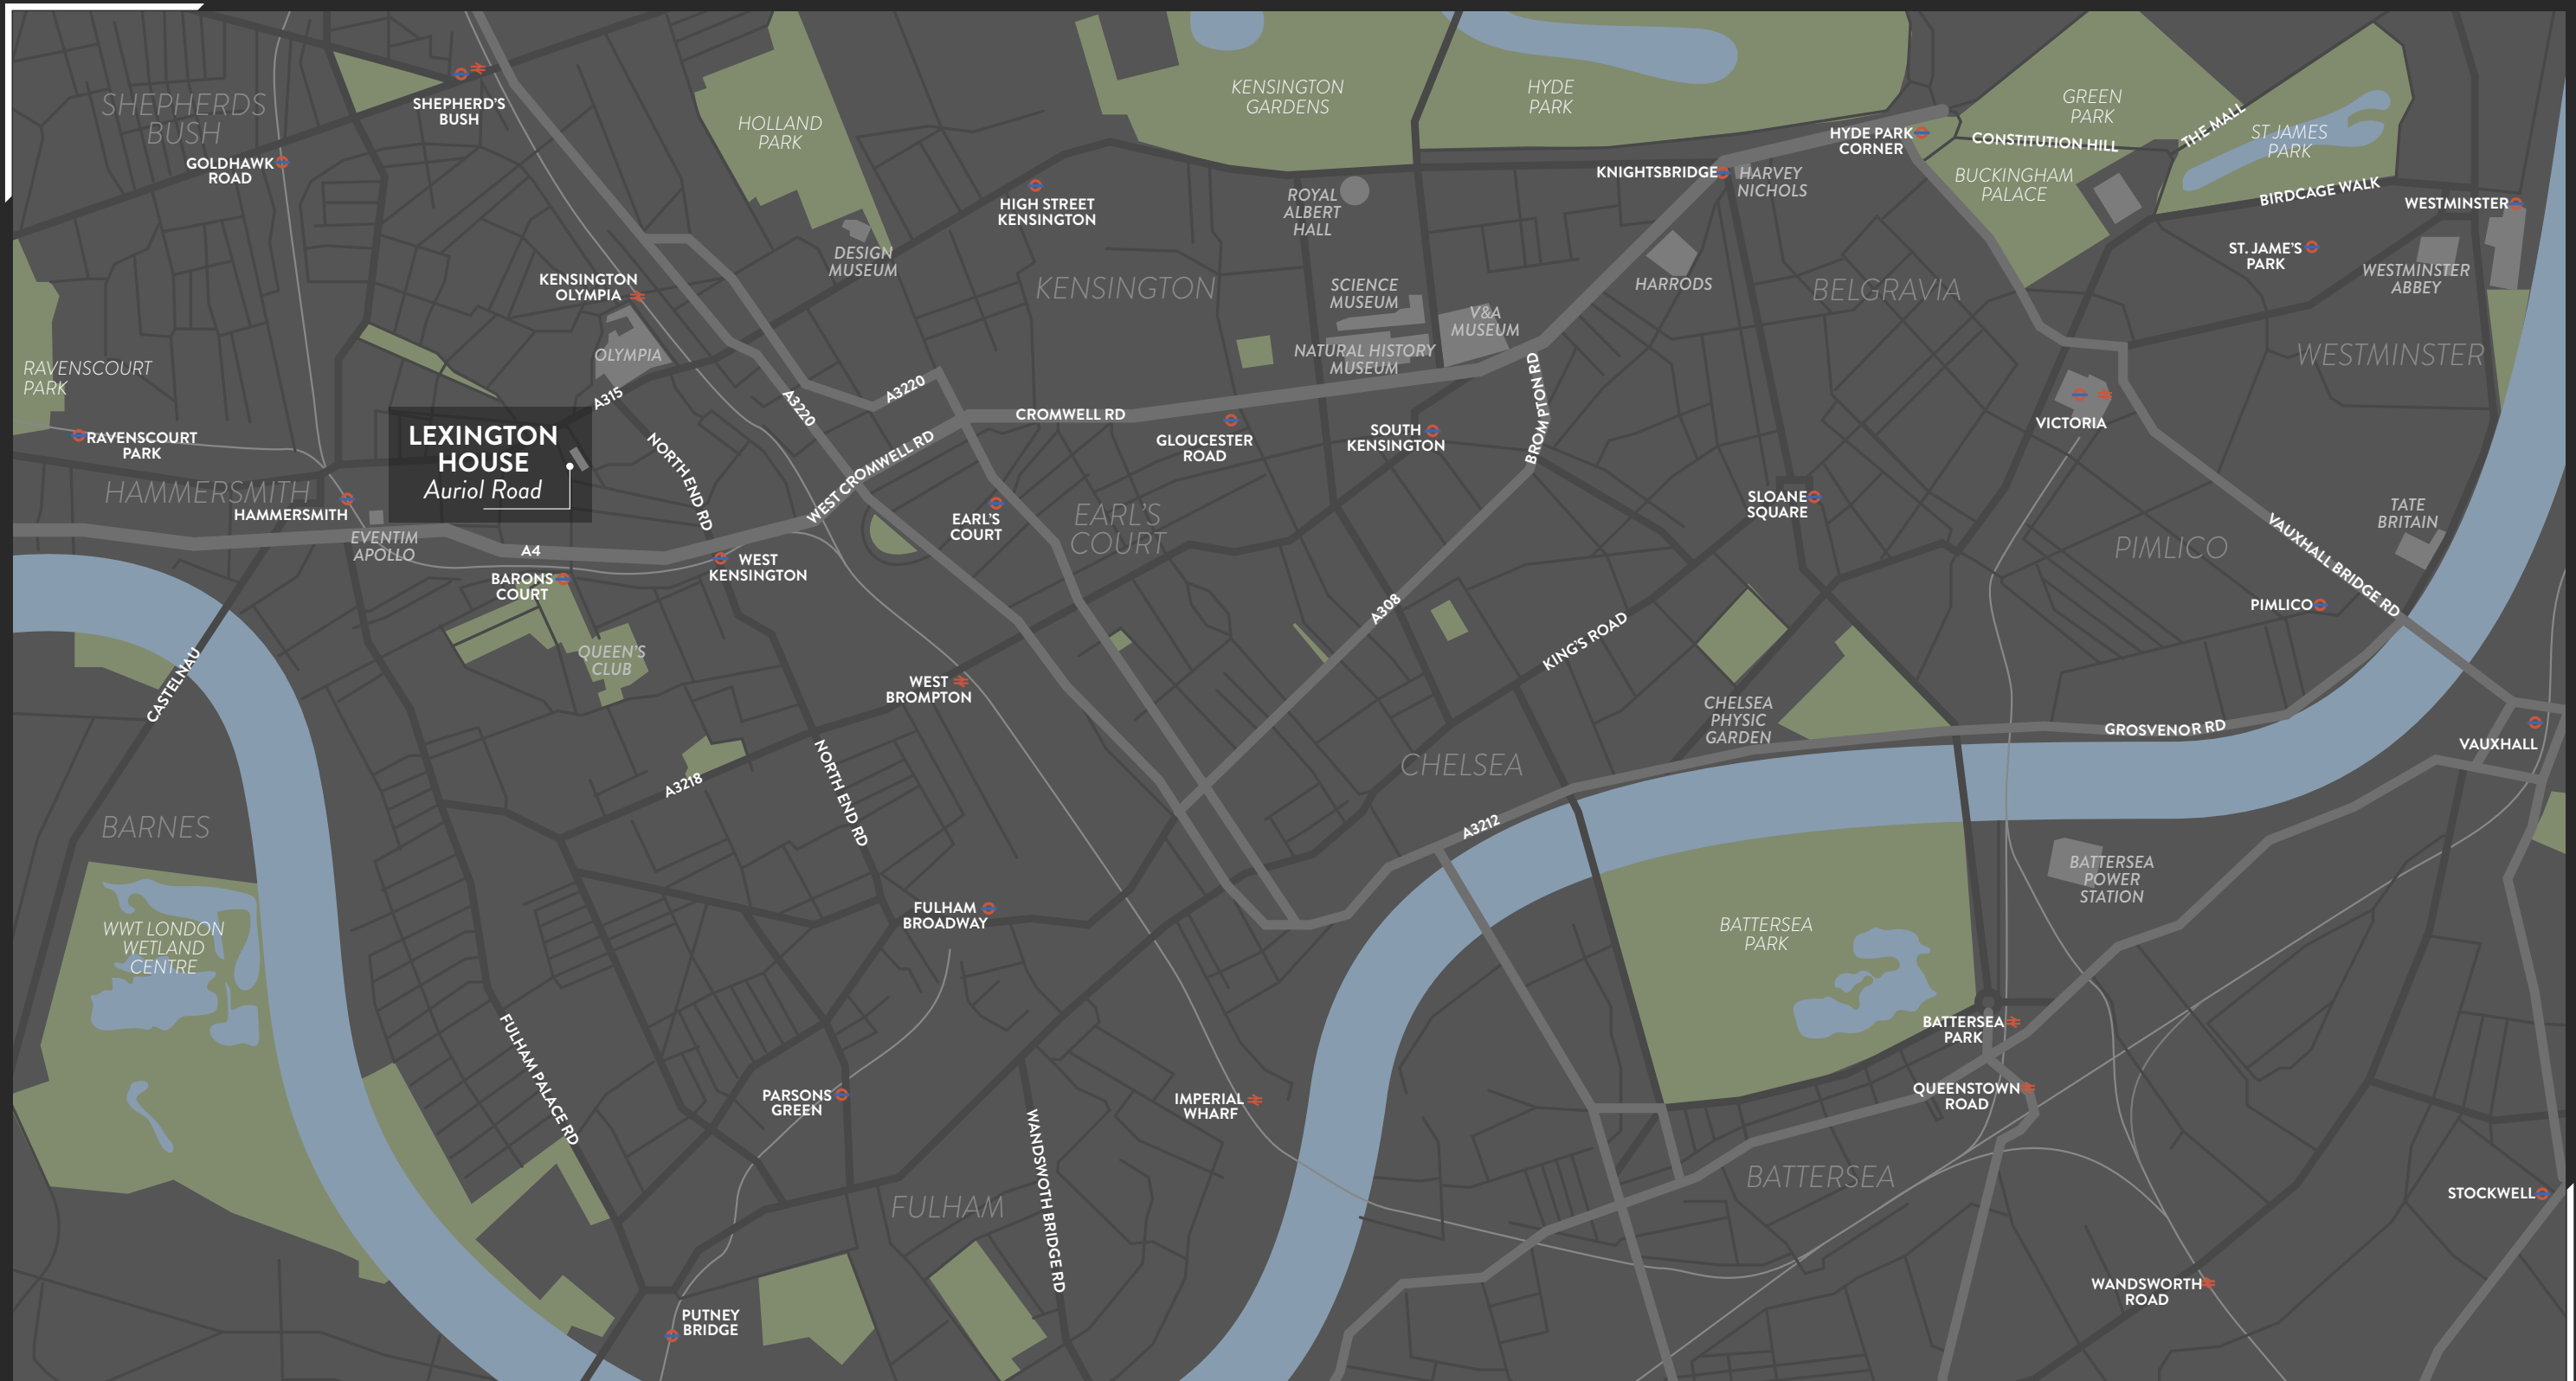 SHEPHERDS
BUSH
SHEPHERD'S
BUSH
GOLDHAWK
ROAD
HOLLAND
PARK
KENSINGTON
GARDENS
HYDE
PARK
GREEN
PARK
HYDE PARK
CORNER
CONSTITUTION HILL
THE MALL
ST JAMES
PARK
KNIGHTSBRIDGE
HARVEY
NICHOLS
BUCKINGHAM
PALACE
BIRDCAGE WALK
WESTMINSTER
HIGH STREET
KENSINGTON
ROYAL
ALBERT
HALL
DESIGN
MUSEUM
ST. JAME'S
PARK
WESTMINSTER
ABBEY
KENSINGTON
OLYMPIA
KENSINGTON
SCIENCE
MUSEUM
HARRODS
BELGRAVIA
V&A
MUSEUM
OLYMPIA
NATURAL HISTORY
MUSEUM
WESTMINSTER
RAVENSCOURT
PARK
A315
A3220
A3220
CROMWELL RD
BROMPTON RD
VICTORIA
RAVENSCOURT
PARK
LEXINGTON
HOUSE
Auriol Road
NORTH END RD
WEST CROMWELL RD
GLOUCESTER
ROAD
SOUTH
KENSINGTON
HAMMERSMITH
HAMMERSMITH
EVENTIM
APOLLO
A4
EARL'S
COURT
EARL'S
COURT
SLOANE
SQUARE
TATE
BRITAIN
VAUXHALL BRIDGE RD
PIMLICO
PIMLICO
WEST
KENSINGTON
BARONS
COURT
QUEEN'S
CLUB
A308
KING'S ROAD
CASTELNAU
WEST
BROMPTON
CHELSEA
PHYSIC
GARDEN
GROSVENOR RD
VAUXHALL
NORTH END RD
A3218
CHELSEA
BARNES
A3212
BATTERSEA
POWER
STATION
WWT LONDON
WETLAND
CENTRE
FULHAM
BROADWAY
BATTERSEA
PARK
FULHAM PALACE RD
BATTERSEA
PARK
PARSONS
GREEN
IMPERIAL
WHARF
QUEENSTOWN
ROAD
WANDSWOTH BRIDGE RD
BATTERSEA
FULHAM
STOCKWELL
WANDSWORTH
ROAD
PUTNEY
BRIDGE